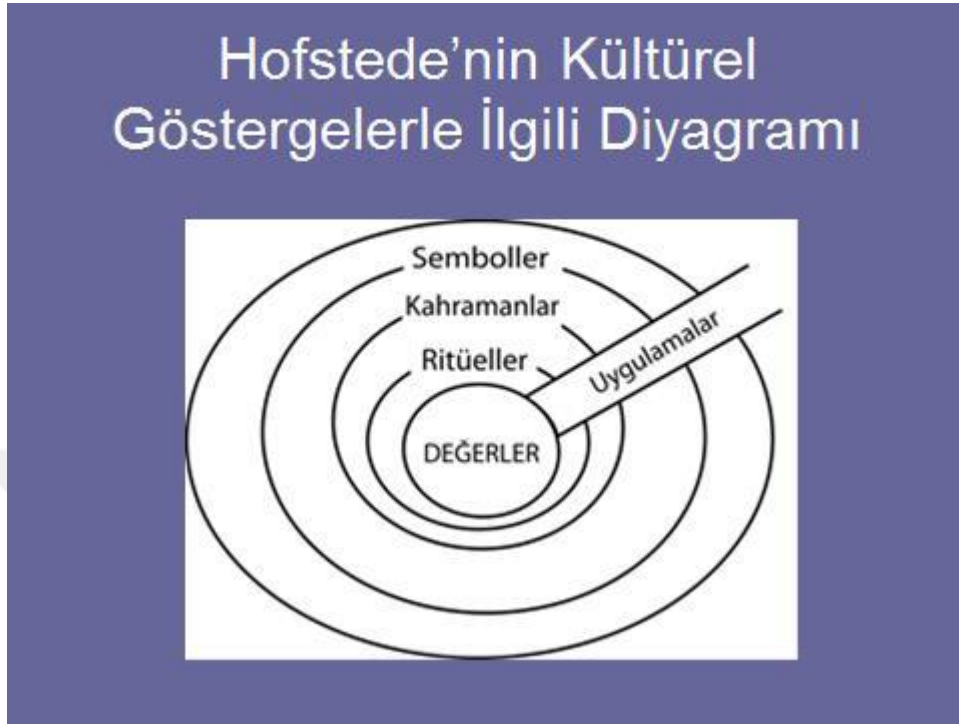 Hofstede’nin Kültürel
Göstergelerle İlgili Diyagramı
Semboller
Kahramanlar
Ritüeller
Uygulamalar
DEĞERLER